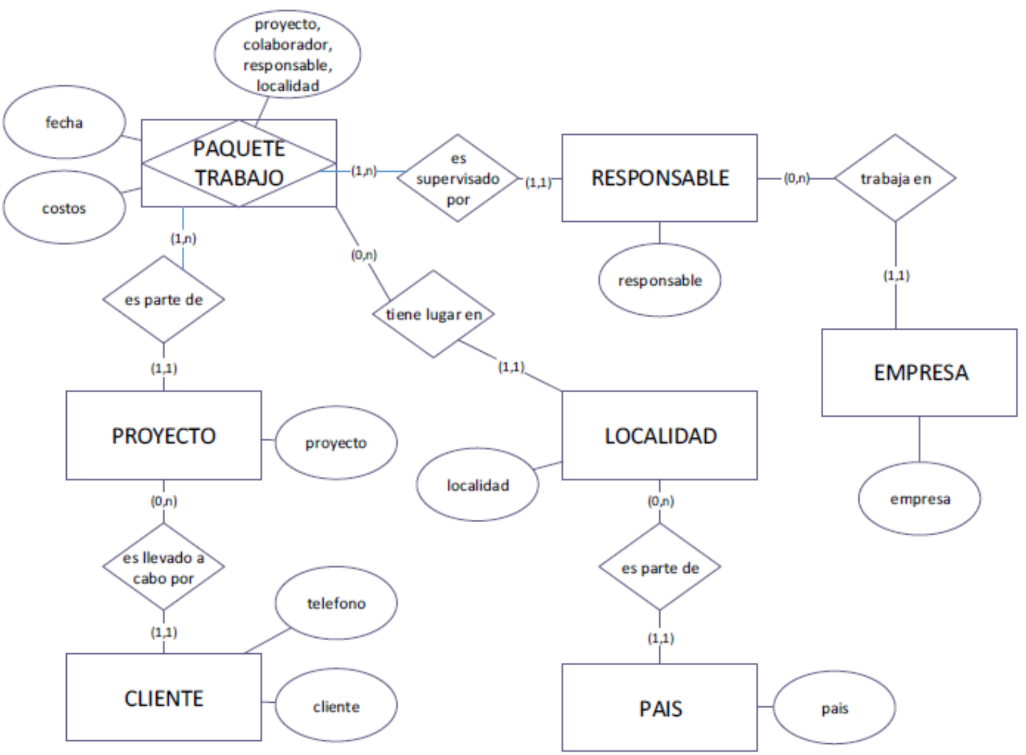 proyecto,
colaborador,
responsable,
localidad
fecha
PAQUETE
TRABAJO
costos
(1,n)
es
supervisado
por
(1,1)
RESPONSABLE
(0,n)
trabaja en
(1,n)
(0,n)
responsable
(1,1)
es parte de
tiene lugar en
(1,1)
(1,1)
EMPRESA
PROYECTO
proyecto
LOCALIDAD
localidad
empresa
(0,n)
(0,n)
es llevado a
cabo por
es parte de
telefono
(1,1)
(1,1)
CLIENTE
cliente
PAIS
pais